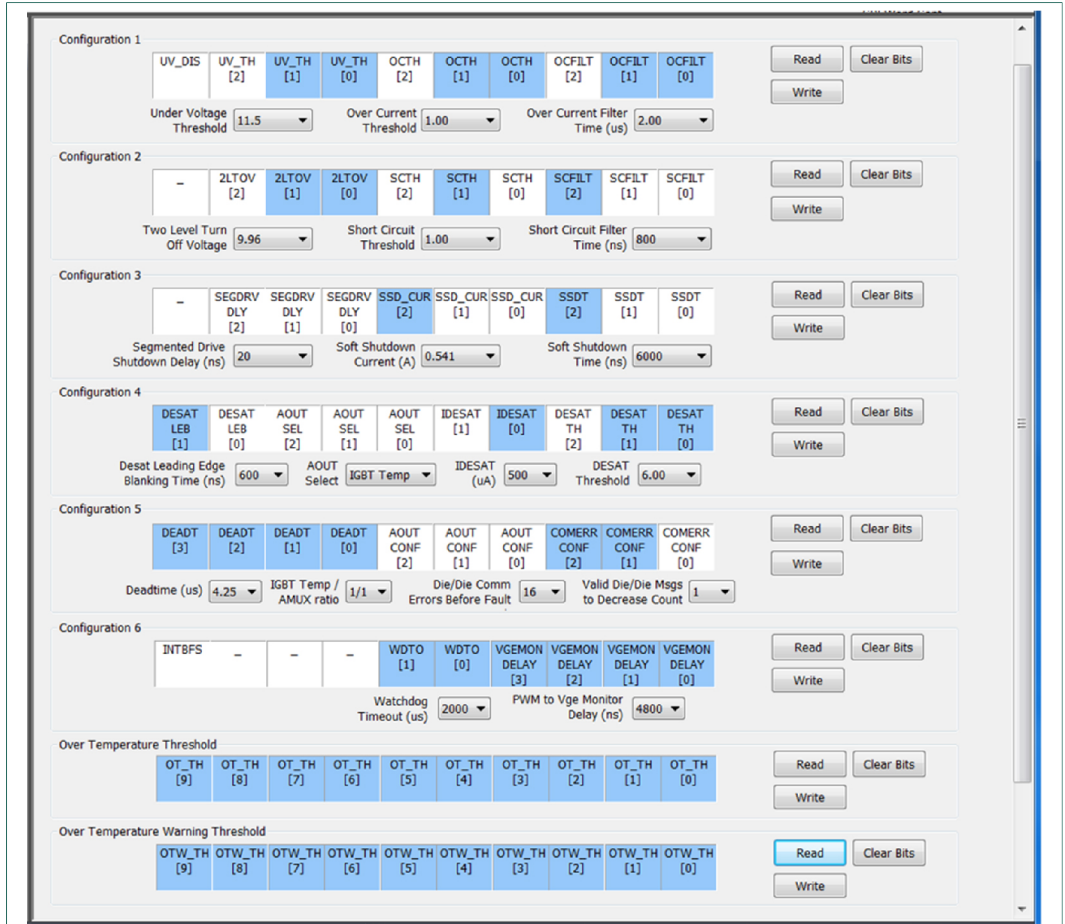 Configuration 1
UV_DIS UV_TH [2] UV_TH [1] UV_TH [0] OCTH [2] OCTH [1] OCTH [0] OCFILT [2] OCFILT [1] OCFILT [0]
Read Clear Bits
Write
Under Voltage Threshold 11.5 Over Current Threshold 1.00 Over Current Filter Time (us) 2.00
Configuration 2
– 2LTOV [2] 2LTOV [1] 2LTOV [0] SCTH [2] SCTH [1] SCTH [0] SCFILT [2] SCFILT [1] SCFILT [0]
Read Clear Bits
Write
Two Level Turn Off Voltage 9.96 Short Circuit Threshold 1.00 Short Circuit Filter Time (ns) 800
Configuration 3
– SEGDRV DLY [2] SEGDRV DLY [1] SEGDRV DLY [0] SSD_CUR [2] SSD_CUR [1] SSD_CUR [0] SSDT [2] SSDT [1] SSDT [0]
Read Clear Bits
Write
Segmented Drive Shutdown Delay (ns) 20 Soft Shutdown Current (A) 0.541 Soft Shutdown Time (ns) 6000
Configuration 4
DESAT LEB [1] DESAT LEB [0] AOUT SEL [2] AOUT SEL [1] AOUT SEL [0] IDESAT [1] IDESAT [0] DESAT TH [2] DESAT TH [1] DESAT TH [0]
Read Clear Bits
Write
Desat Leading Edge Blanking Time (ns) 600 AOUT Select IGBT Temp IDESAT (uA) 500 DESAT Threshold 6.00
Configuration 5
DEADT [3] DEADT [2] DEADT [1] DEADT [0] AOUT CONF [2] AOUT CONF [1] AOUT CONF [0] COMERR CONF [2] COMERR CONF [1] COMERR CONF [0]
Read Clear Bits
Write
Deadtime (us) 4.25 IGBT Temp / AMUX ratio 1/1 Die/Die Comm Errors Before Fault 16 Valid Die/Die Msgs to Decrease Count 1
Configuration 6
INTBFS – – – WDTO [1] WDTO [0] VGEMON DELAY [3] VGEMON DELAY [2] VGEMON DELAY [1] VGEMON DELAY [0]
Read Clear Bits
Write
Watchdog Timeout (us) 2000 PWM to Vge Monitor Delay (ns) 4800
Over Temperature Threshold
OT_TH [9] OT_TH [8] OT_TH [7] OT_TH [6] OT_TH [5] OT_TH [4] OT_TH [3] OT_TH [2] OT_TH [1] OT_TH [0]
Read Clear Bits
Write
Over Temperature Warning Threshold
OTW_TH [9] OTW_TH [8] OTW_TH [7] OTW_TH [6] OTW_TH [5] OTW_TH [4] OTW_TH [3] OTW_TH [2] OTW_TH [1] OTW_TH [0]
Read Clear Bits
Write